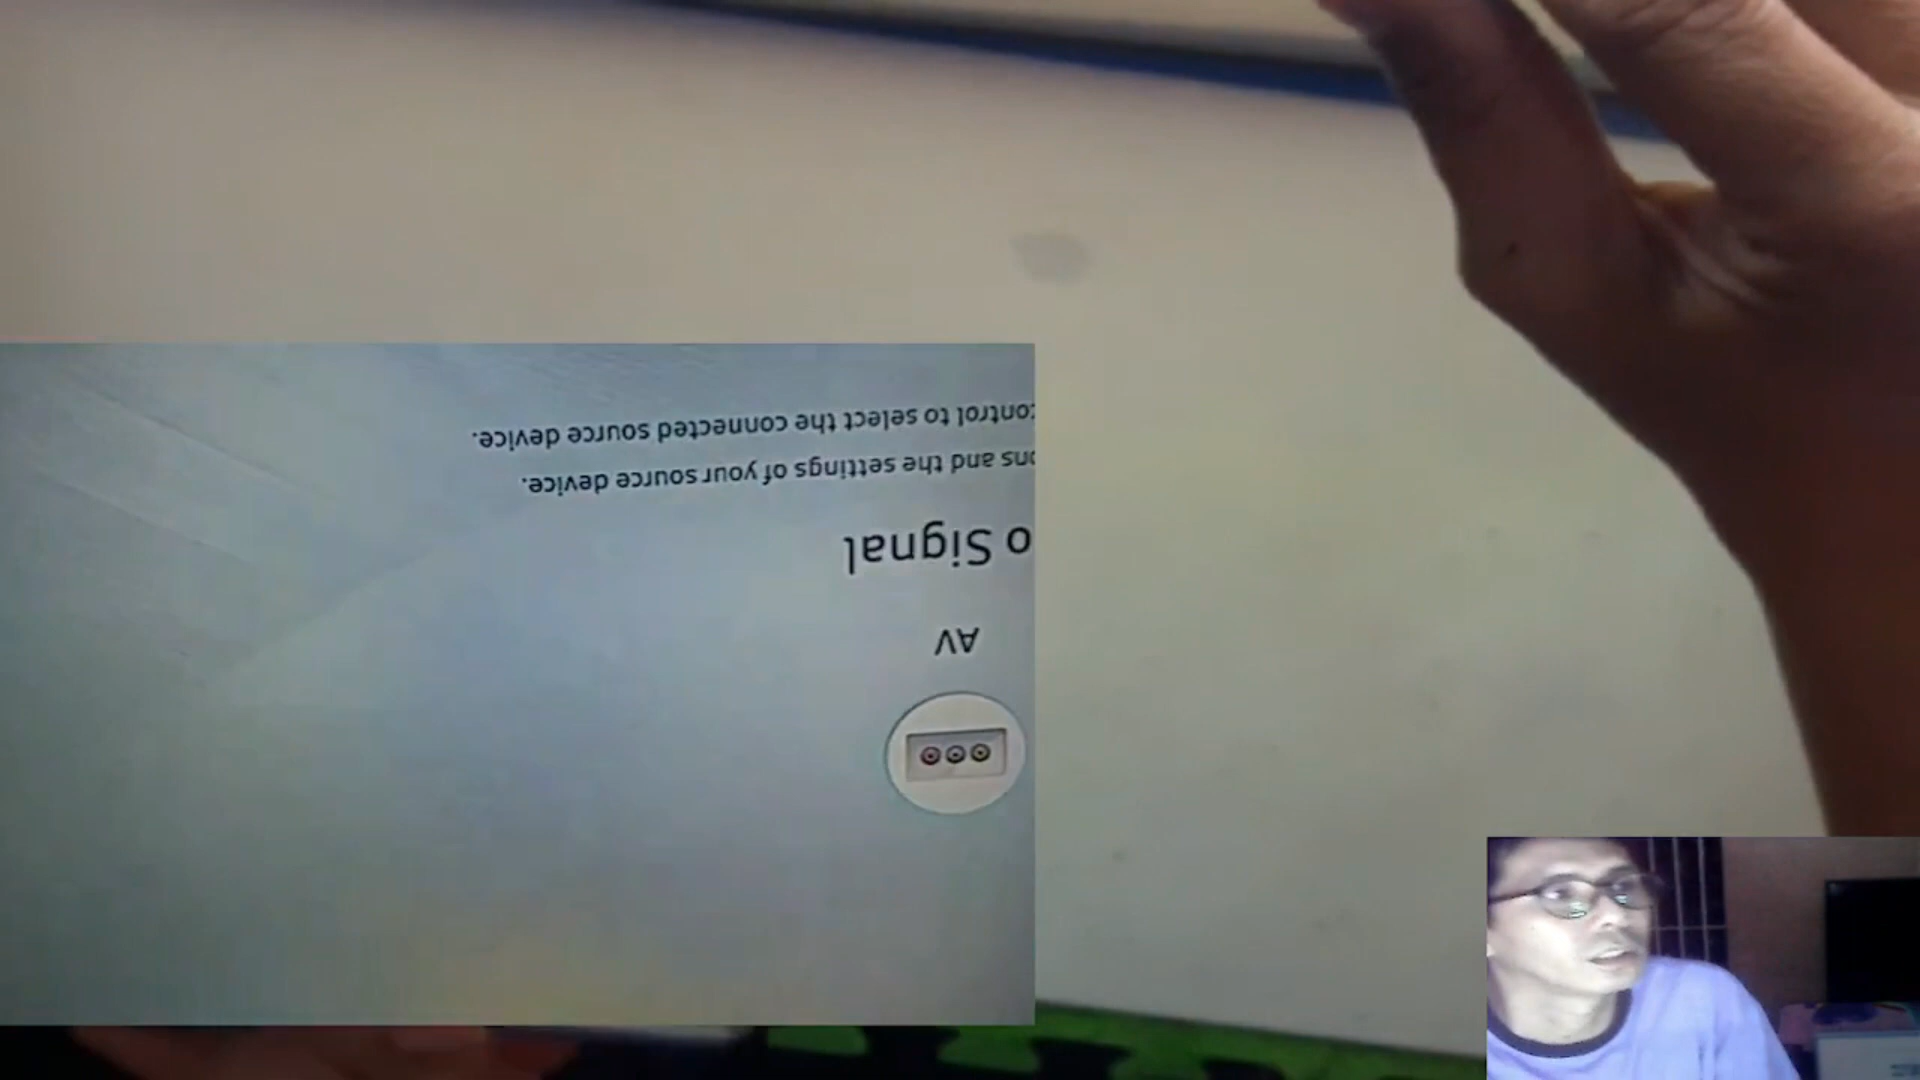 AV
o Signal
ons and the settings of your source device.
control to select the connected source device.